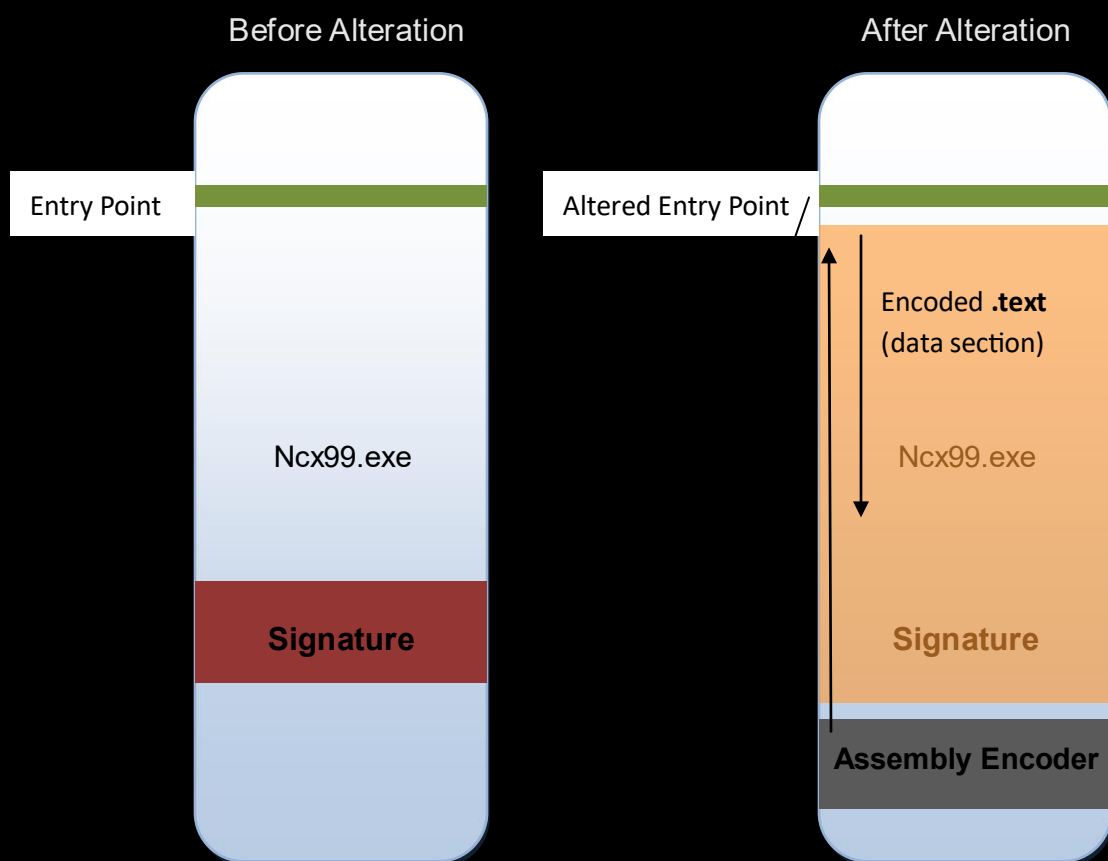 Before Alteration
After Alteration
Entry Point
Altered Entry Point
Encoded .text
(data section)
Ncx99.exe
Ncx99.exe
Signature
Signature
Assembly Encoder